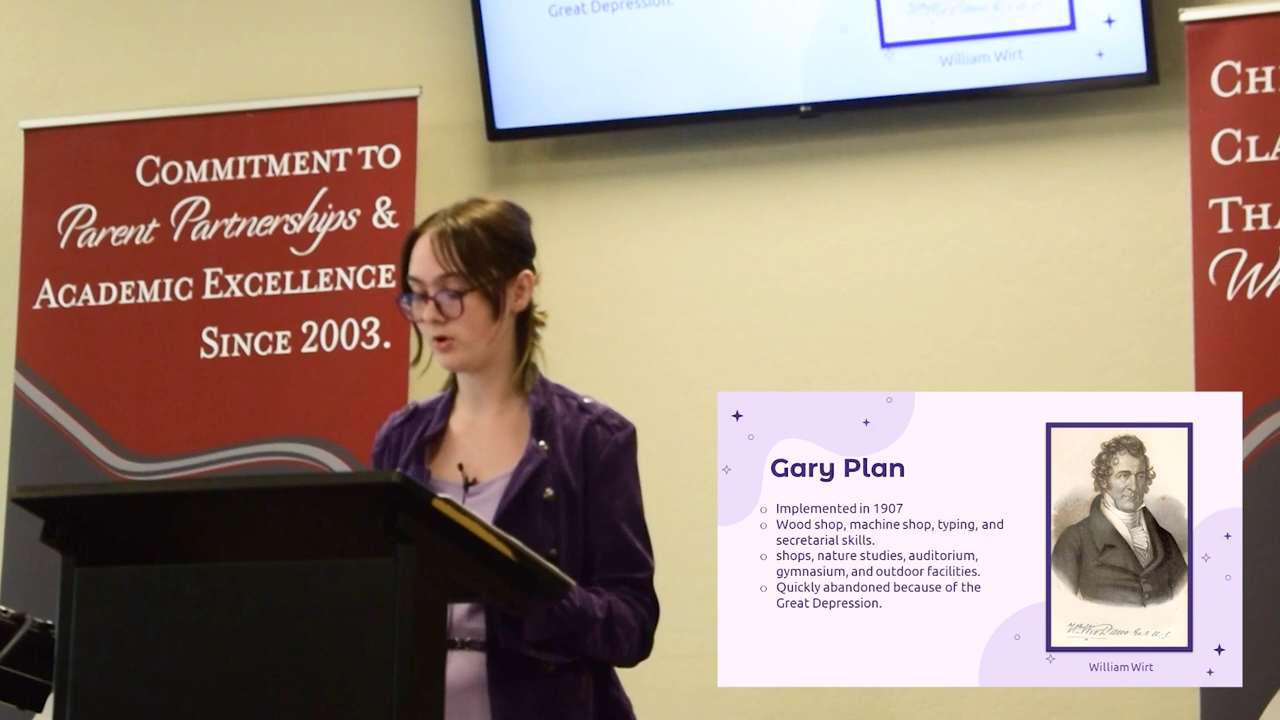 Great Depression.
William Wirt
COMMITMENT TO
Parent Partnerships &
ACADEMIC EXCELLENCE
SINCE 2003.
CH
CLA
THA
Gary Plan
Implemented in 1907
Wood shop, machine shop, typing, and
secretarial skills.
shops, nature studies, auditorium,
gymnasium, and outdoor facilities.
Quickly abandoned because of the
Great Depression.
William Wirt